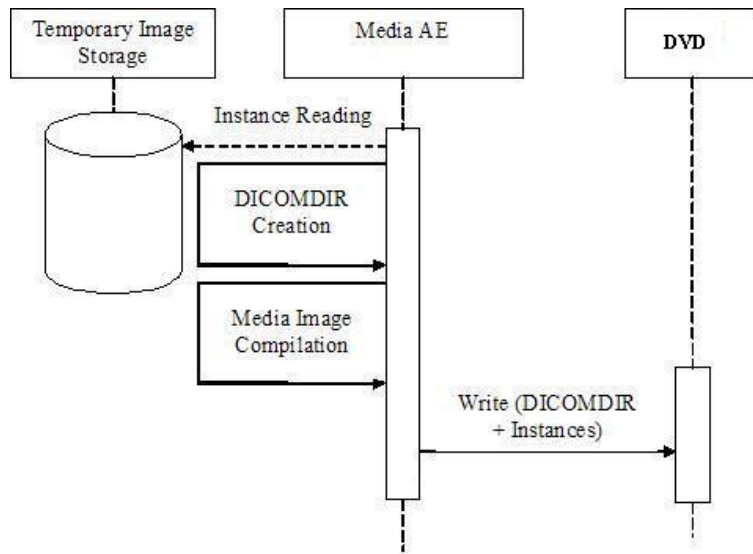 Temporary Image
Storage
Media AE
DVD
Instance Reading
DICOMDIR
Creation
Media Image
Compilation
Write (DICOMDIR
+ Instances)